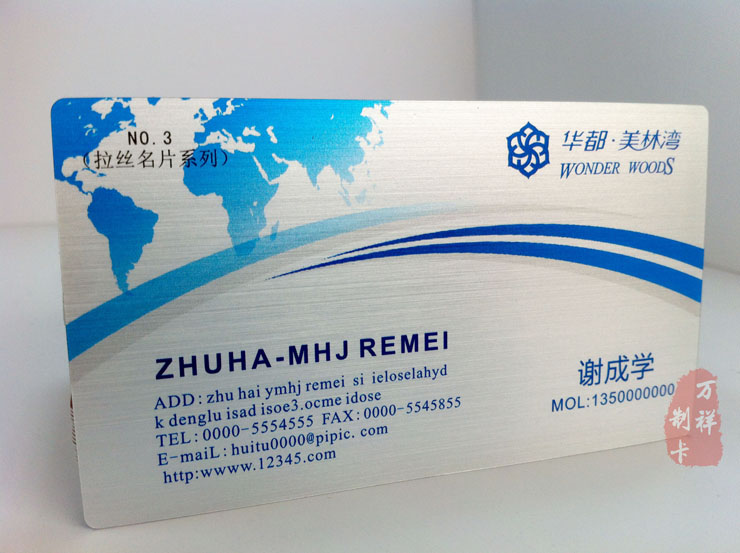 NO.3
(拉丝名片系列)
华都·美林湾
WONDER WOODS
ZHUHA-MHJ REMEI
ADD: zhu hai ymhj remei si ieloselahyd
k denglu isad isoe3.ocme idose
TEL: 0000-5554555 FAX:0000-5545855
E-maiL: huitu0000@pipic. com
http:wwww.12345.com
谢成学
MOL:1350000000
万祥
制卡